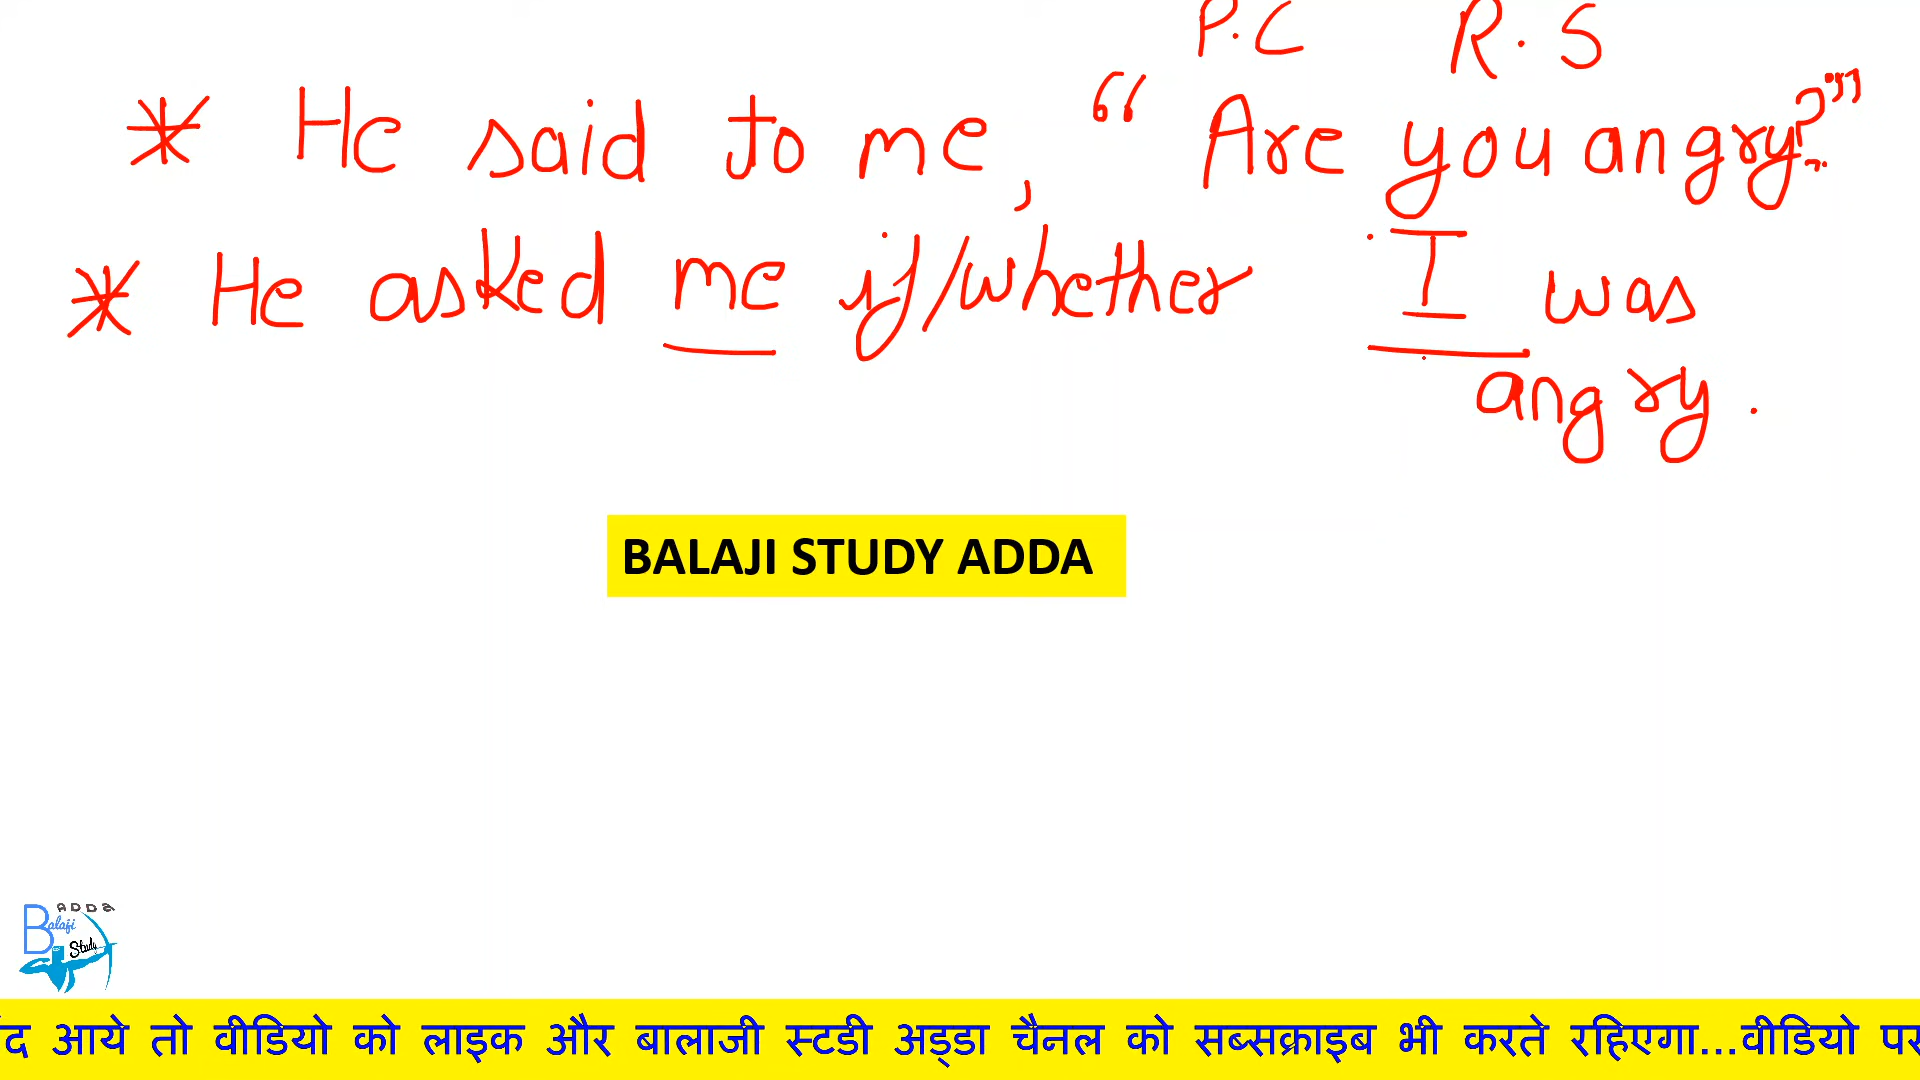 P.C R.S
* He said to me, “Are you angry?”
* He asked me if/whether I was
angry.
BALAJI STUDY ADDA
ADDA
Balaji
Study
ंद आये तो वीडियो को लाइक और बालाजी स्टडी अड्डा चैनल को सब्सक्राइब भी करते रहिएगा...वीडियो पस